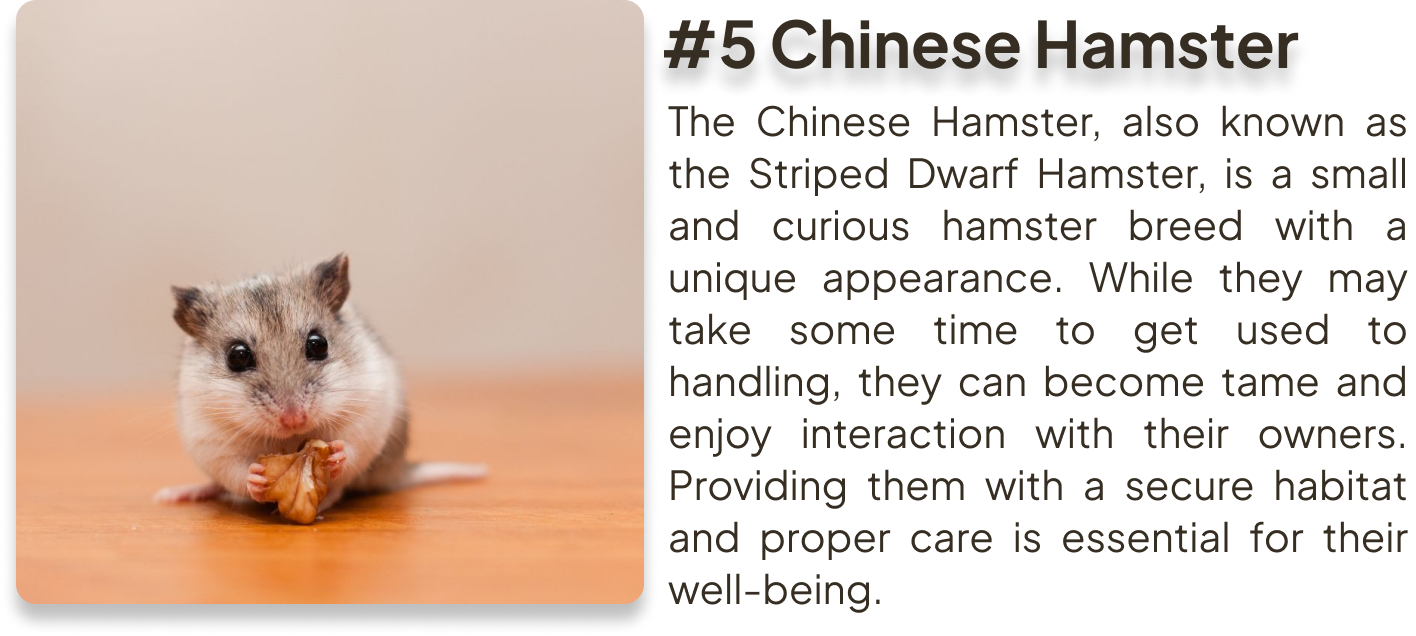 #5 Chinese Hamster
The Chinese Hamster, also known as
the Striped Dwarf Hamster, is a small
and curious hamster breed with a
unique appearance. While they may
take some time to get used to
handling, they can become tame and
enjoy interaction with their owners.
Providing them with a secure habitat
and proper care is essential for their
well-being.